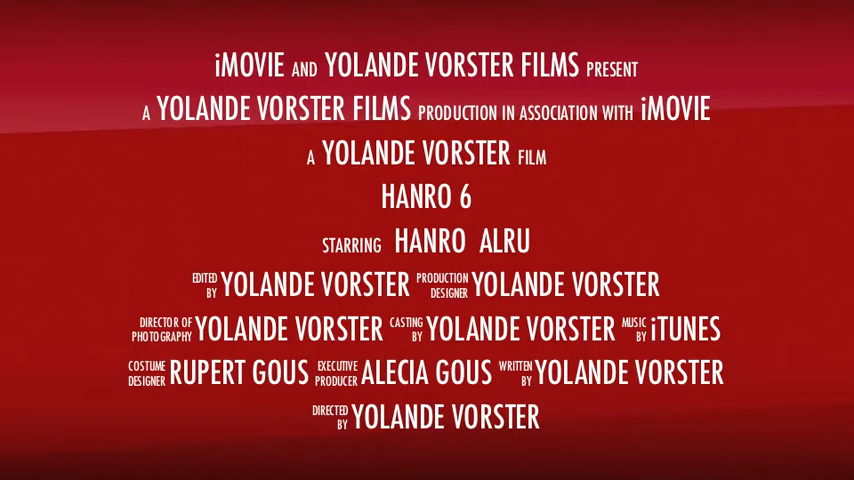 iMOVIE AND YOLANDE VORSTER FILMS PRESENT
A YOLANDE VORSTER FILMS PRODUCTION IN ASSOCIATION WITH iMOVIE
A YOLANDE VORSTER FILM
HANRO 6
STARRING HANRO ALRU
EDITED BY YOLANDE VORSTER PRODUCTION DESIGNER YOLANDE VORSTER
DIRECTOR OF PHOTOGRAPHY YOLANDE VORSTER CASTING BY YOLANDE VORSTER MUSIC BY iTUNES
COSTUME DESIGNER RUPERT GOUS EXECUTIVE PRODUCER ALECIA GOUS WRITTEN BY YOLANDE VORSTER
DIRECTED BY YOLANDE VORSTER